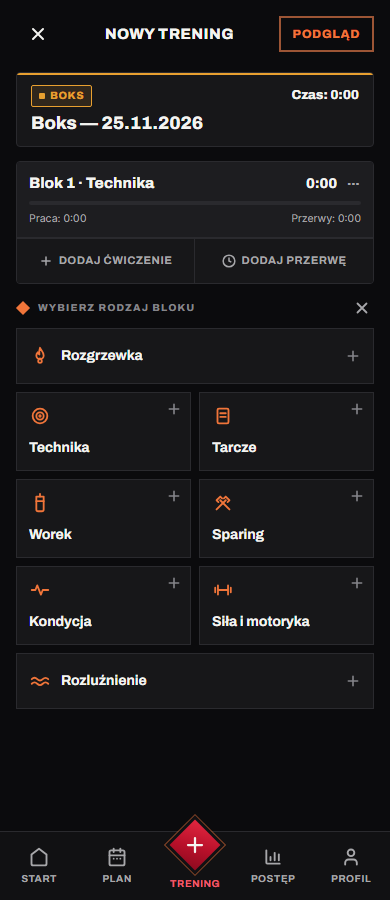 NOWY TRENING
PODGLĄD
BOKS
Czas: 0:00
Boks — 25.11.2026
Blok 1 · Technika
0:00
Praca: 0:00
Przerwy: 0:00
DODAJ ĆWICZENIE
DODAJ PRZERWĘ
WYBIERZ RODZAJ BLOKU
Rozgrzewka
Technika
Tarcze
Worek
Sparing
Kondycja
Siła i motoryka
Rozluźnienie
START
PLAN
TRENING
POSTĘP
PROFIL